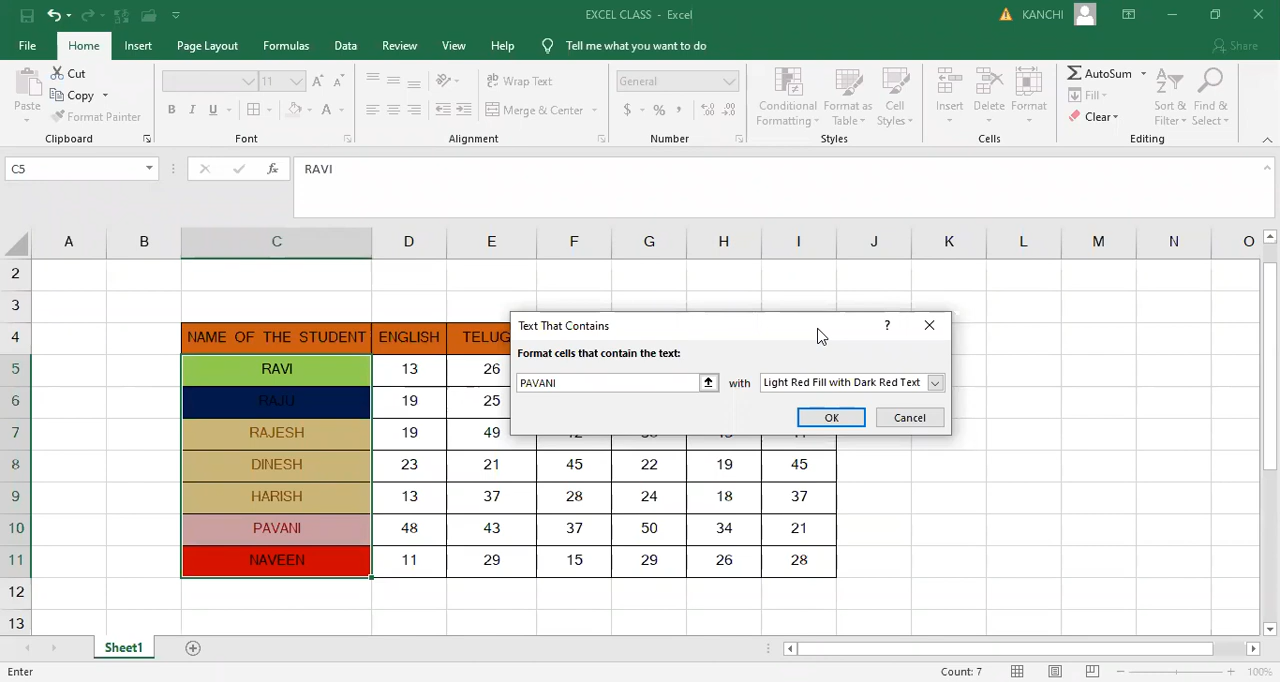 EXCEL CLASS - Excel
KANCHI
File Home Insert Page Layout Formulas Data Review View Help Tell me what you want to do Share
Paste
Cut
Copy
Format Painter
Clipboard
11 A A
B I U A
Font
ab Wrap Text
Merge & Center
Alignment
General
$ % ,
Number
Conditional Formatting
Format as Table
Cell Styles
Styles
Insert
Delete
Format
Cells
AutoSum
Fill
Clear
Sort & Filter
Find & Select
Editing
C5 fx RAVI
A B C D E F G H I J K L M N O
2
3
4 NAME OF THE STUDENT ENGLISH TELUG
5 RAVI 13 26
6 RAJU 19 25
7 RAJESH 19 49
8 DINESH 23 21 45 22 19 45
9 HARISH 13 37 28 24 18 37
10 PAVANI 48 43 37 50 34 21
11 NAVEEN 11 29 15 29 26 28
12
13
Text That Contains ?
Format cells that contain the text:
PAVANI with Light Red Fill with Dark Red Text
OK Cancel
Sheet1
Enter Count: 7 100%